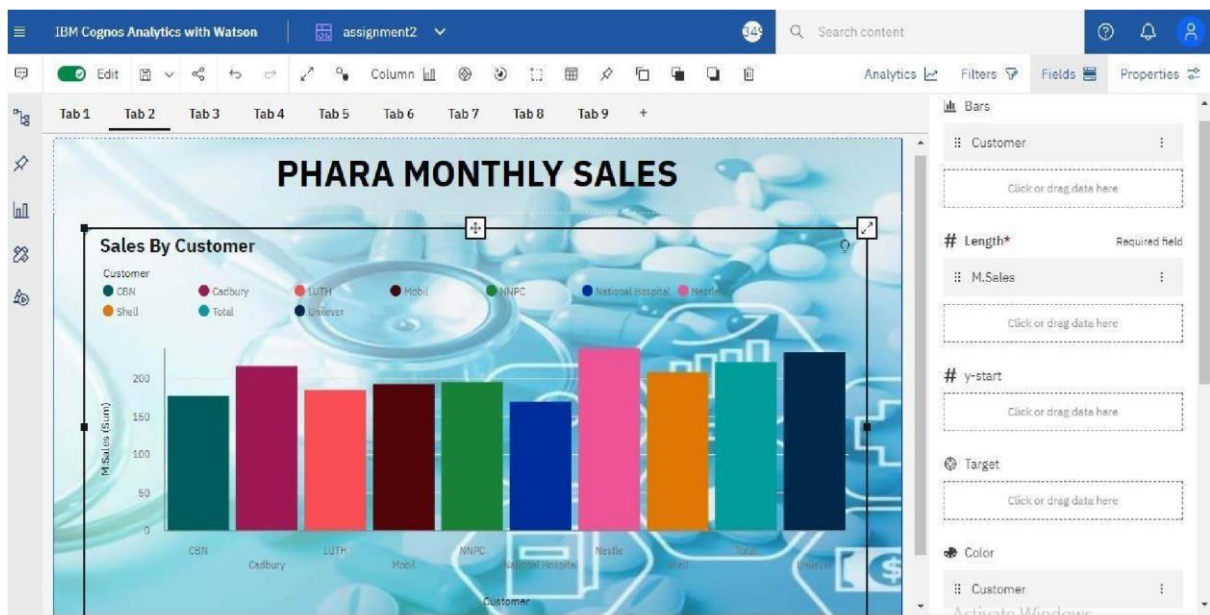 IBM Cognos Analytics with Watson
assignment2
Search content
Edit
Column
Analytics
Filters
Fields
Properties
Tab 1 Tab 2 Tab 3 Tab 4 Tab 5 Tab 6 Tab 7 Tab 8 Tab 9 +
PHARA MONTHLY SALES
Sales By Customer
Customer
CBN Cadbury LUTH Mobil NNPC National Hospital Nestle
Shell Total Unilever
M.Sales (Sum)
200
150
100
50
0
CBN LUTH NNPC Nestle Total
Cadbury Mobil National Hospital Shell Unilever
Customer
Bars
Customer
Click or drag data here
# Length* Required field
M.Sales
Click or drag data here
# y-start
Click or drag data here
Target
Click or drag data here
Color
Customer
Activate Windows